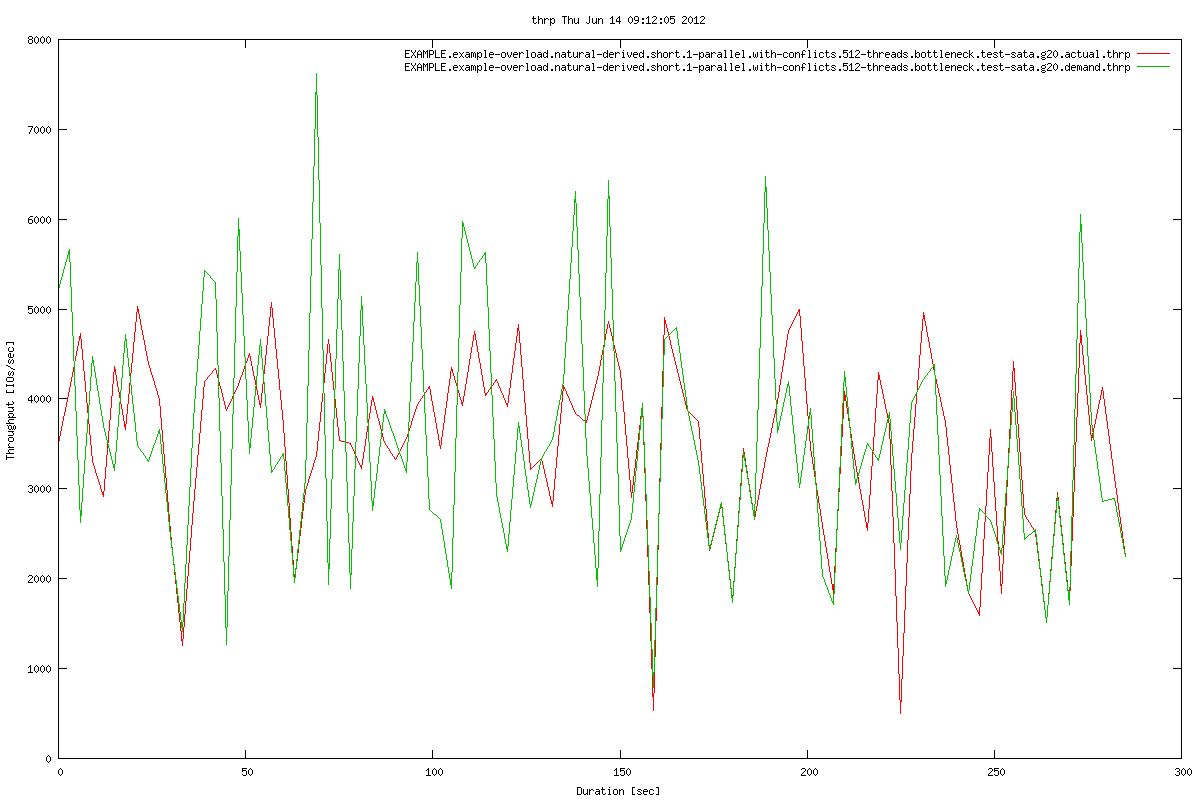 thrp Thu Jun 14 09:12:05 2012
8000
EXAMPLE.example-overload.natural-derived.short.1-parallel.with-conflicts.512-threads.bottleneck.test-sata.g20.actual.thrp
EXAMPLE.example-overload.natural-derived.short.1-parallel.with-conflicts.512-threads.bottleneck.test-sata.g20.demand.thrp
7000
6000
5000
Throughput [IOs/sec]
4000
3000
2000
1000
0
0 50 100 150 200 250 300
Duration [sec]